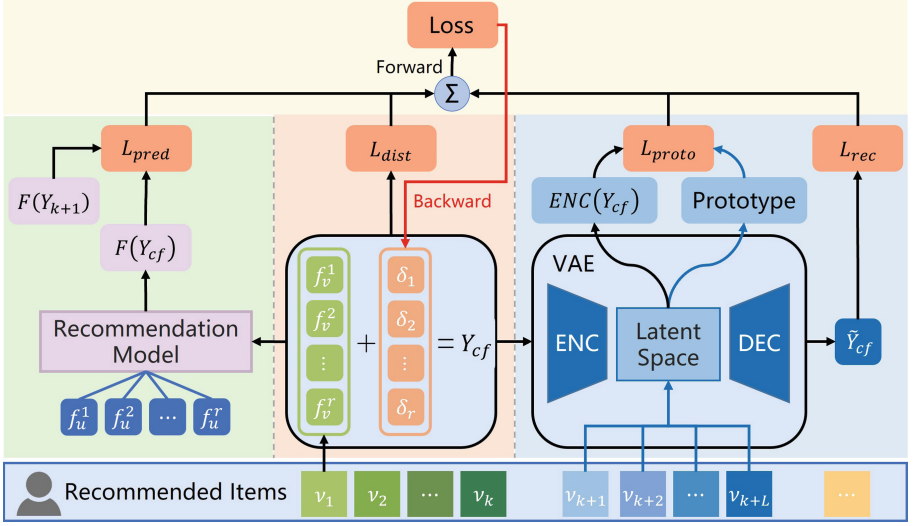 Loss
Forward
Σ
L_pred
L_dist
L_proto
L_rec
F(Y_{k+1})
Backward
ENC(Y_cf)
Prototype
F(Y_cf)
VAE
Recommendation
Model
f_v^1
f_v^2
⋮
f_v^r
+
δ_1
δ_2
⋮
δ_r
= Y_cf
ENC
Latent
Space
DEC
Ỹ_cf
f_u^1
f_u^2
...
f_u^r
Recommended Items
v_1
v_2
...
v_k
v_{k+1}
v_{k+2}
...
v_{k+L}
...